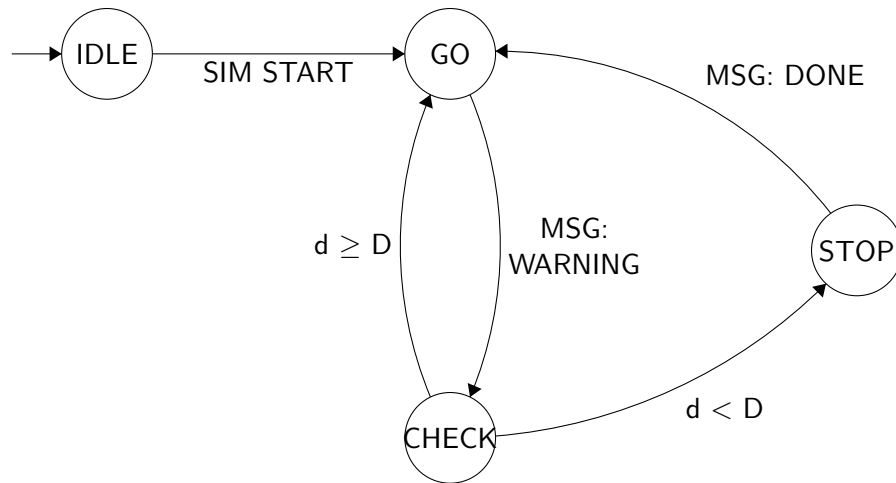 IDLE
GO
SIM START
MSG: DONE
d ≥ D
MSG:
WARNING
STOP
CHECK
d < D